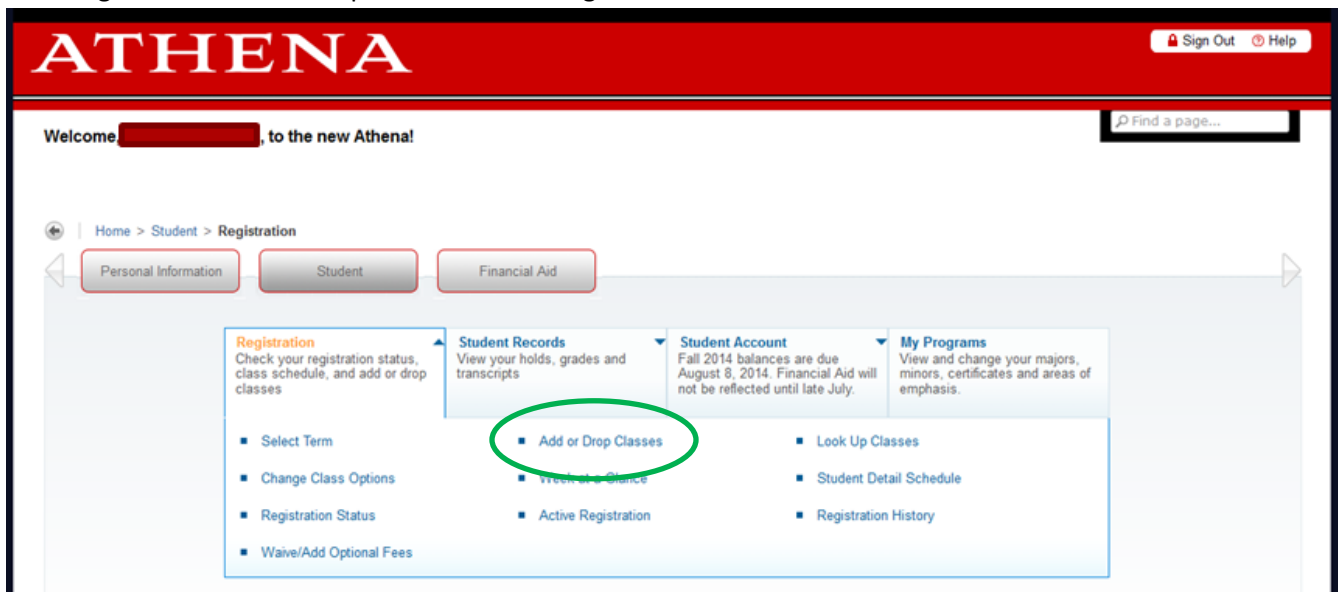 ATHENA
Sign Out Help
Welcome, , to the new Athena!
Find a page...
Home > Student > Registration
Personal Information Student Financial Aid
Registration
Check your registration status,
class schedule, and add or drop
classes
Student Records
View your holds, grades and
transcripts
Student Account
Fall 2014 balances are due
August 8, 2014. Financial Aid will
not be reflected until late July.
My Programs
View and change your majors,
minors, certificates and areas of
emphasis.
Select Term Add or Drop Classes Look Up Classes
Change Class Options Week at a Glance Student Detail Schedule
Registration Status Active Registration Registration History
Waive/Add Optional Fees